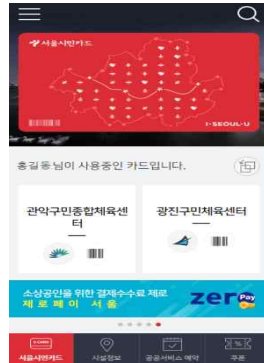 서울시민카드
I·SEOUL·U
홍길동님이 사용중인 카드입니다.
관악구민종합체육센
터
광진구민체육센터
소상공인을 위한 결제수수료 제로
제 로 페 이 서 울
zero Pay
서울시민카드
시설정보
공공서비스 예약
쿠폰